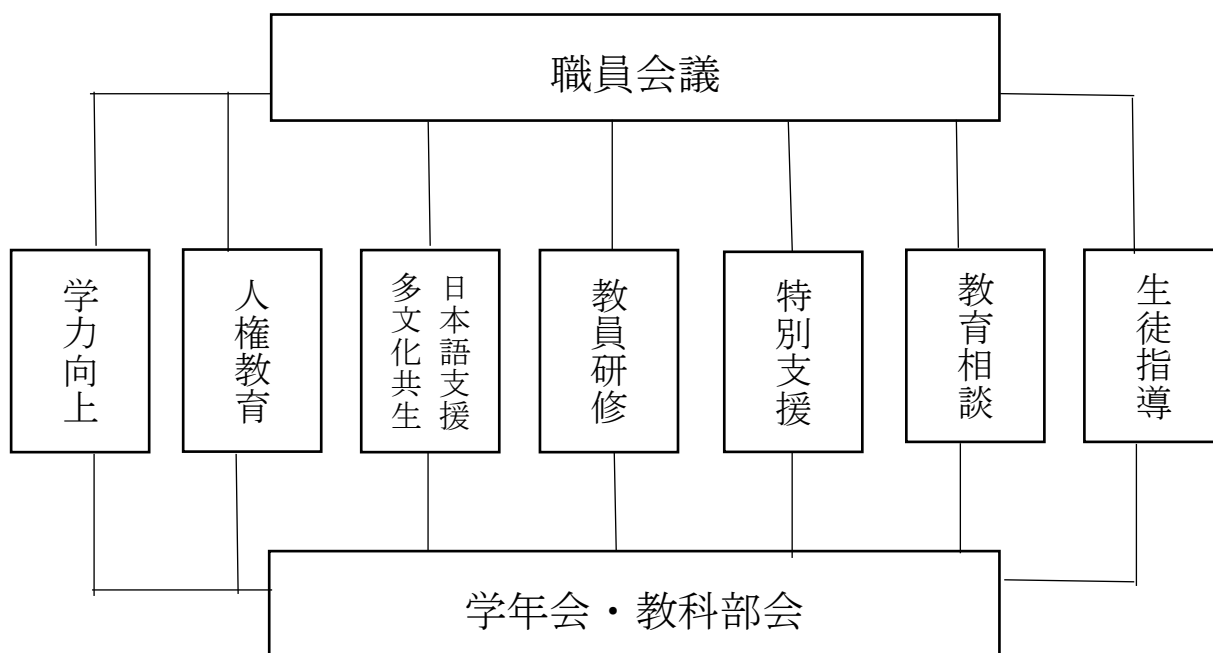 職員会議
学力向上
人権教育
日本語支援
多文化共生
教員研修
特別支援
教育相談
生徒指導
学年会・教科部会